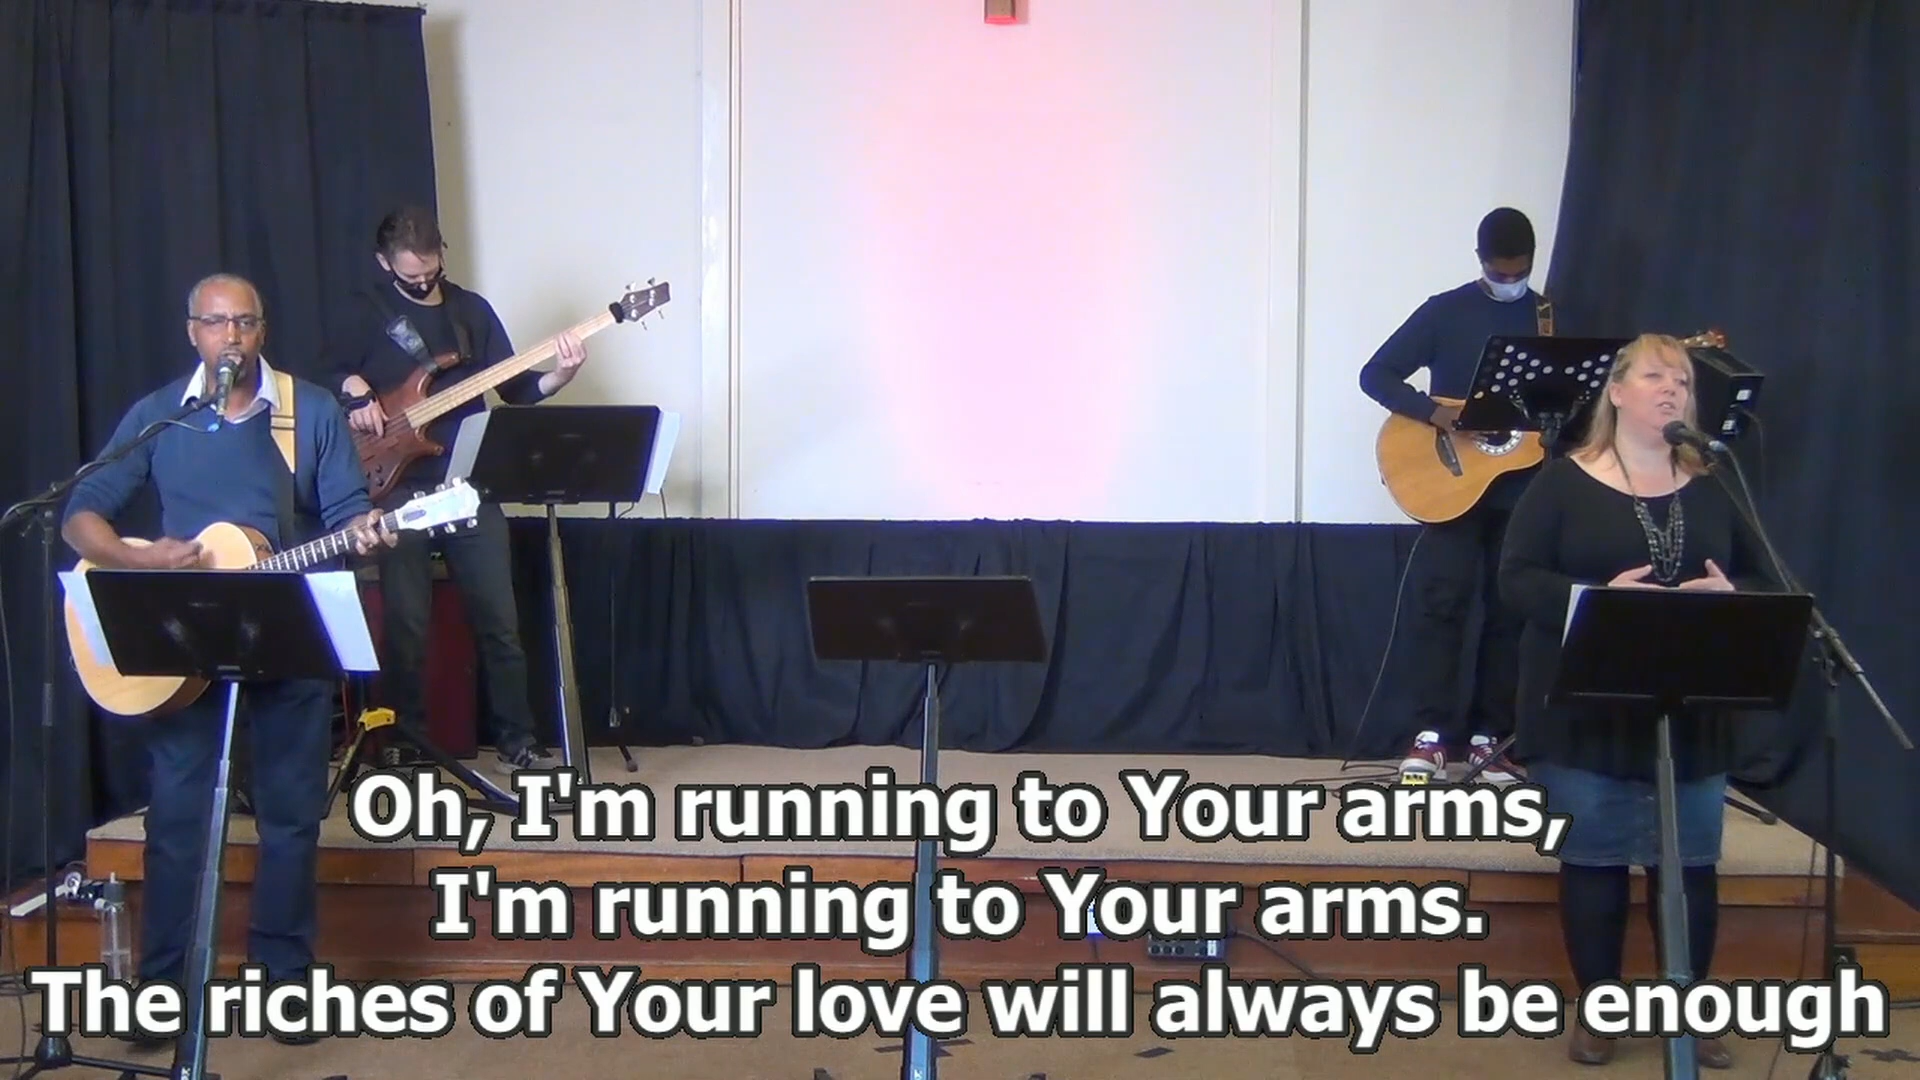 Oh, I'm running to Your arms,
I'm running to Your arms.
The riches of Your love will always be enough